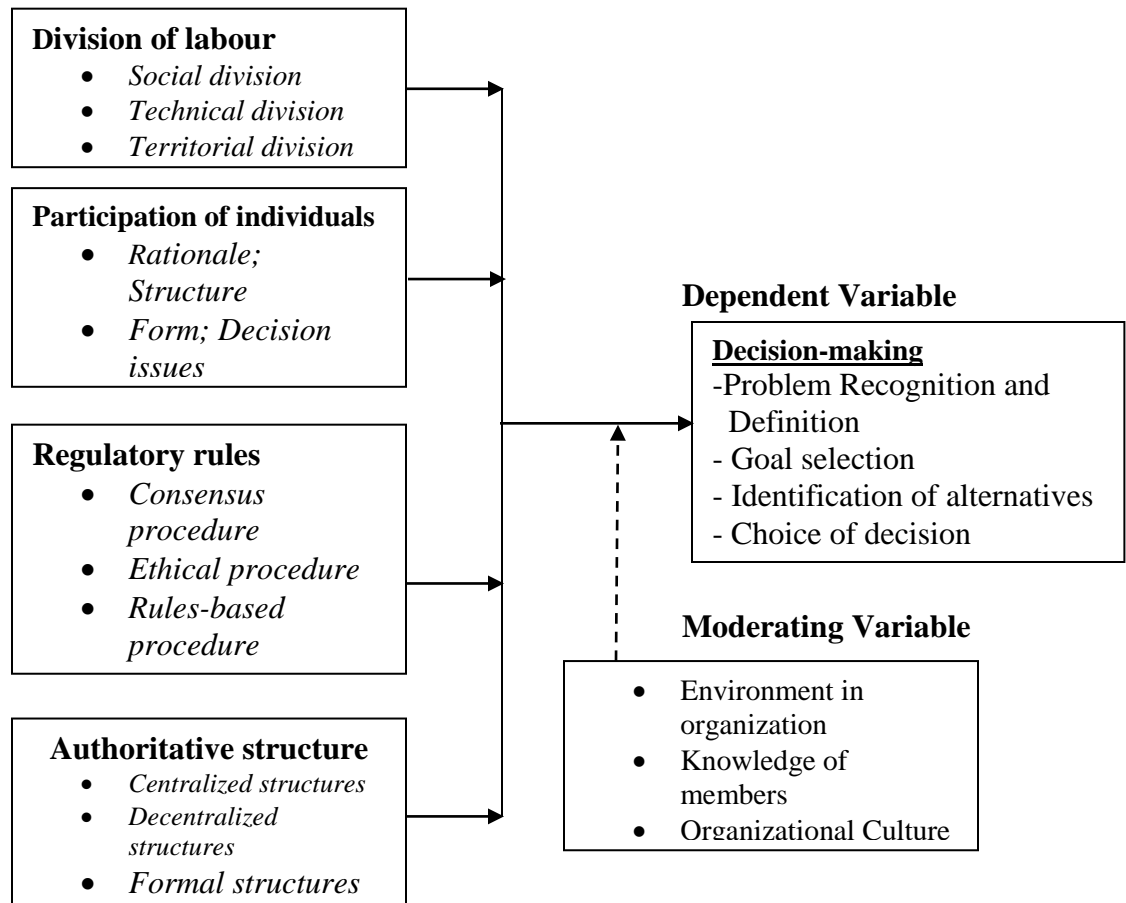 Division of labour
• Social division
• Technical division
• Territorial division
Participation of individuals
• Rationale;
Structure
• Form; Decision
issues
Regulatory rules
• Consensus
procedure
• Ethical procedure
• Rules-based
procedure
Authoritative structure
• Centralized structures
• Decentralized
structures
• Formal structures
Dependent Variable
Decision-making
-Problem Recognition and
Definition
- Goal selection
- Identification of alternatives
- Choice of decision
Moderating Variable
• Environment in
organization
• Knowledge of
members
• Organizational Culture